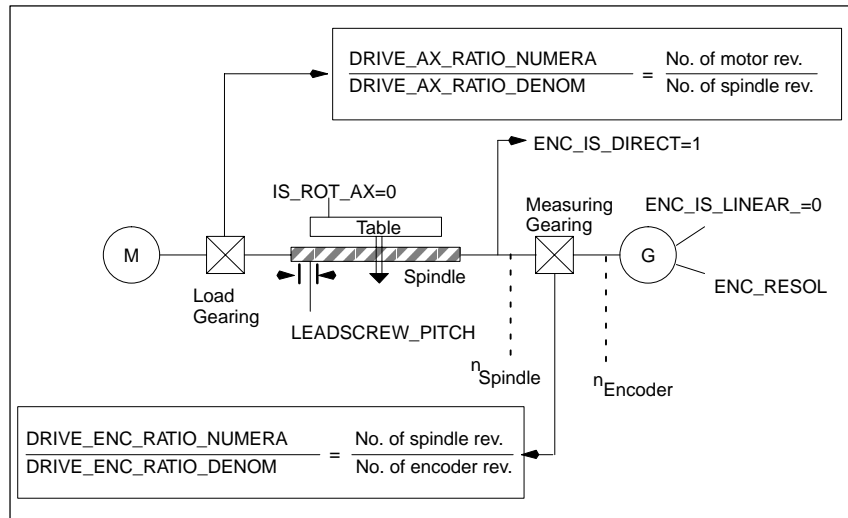 DRIVE_AX_RATIO_NUMERA = No. of motor rev.
DRIVE_AX_RATIO_DENOM No. of spindle rev.
ENC_IS_DIRECT=1
IS_ROT_AX=0
Measuring
Gearing
ENC_IS_LINEAR_=0
Table
M
G
Spindle
Load
Gearing
ENC_RESOL
LEADSCREW_PITCH
nSpindle
nEncoder
DRIVE_ENC_RATIO_NUMERA = No. of spindle rev.
DRIVE_ENC_RATIO_DENOM No. of encoder rev.